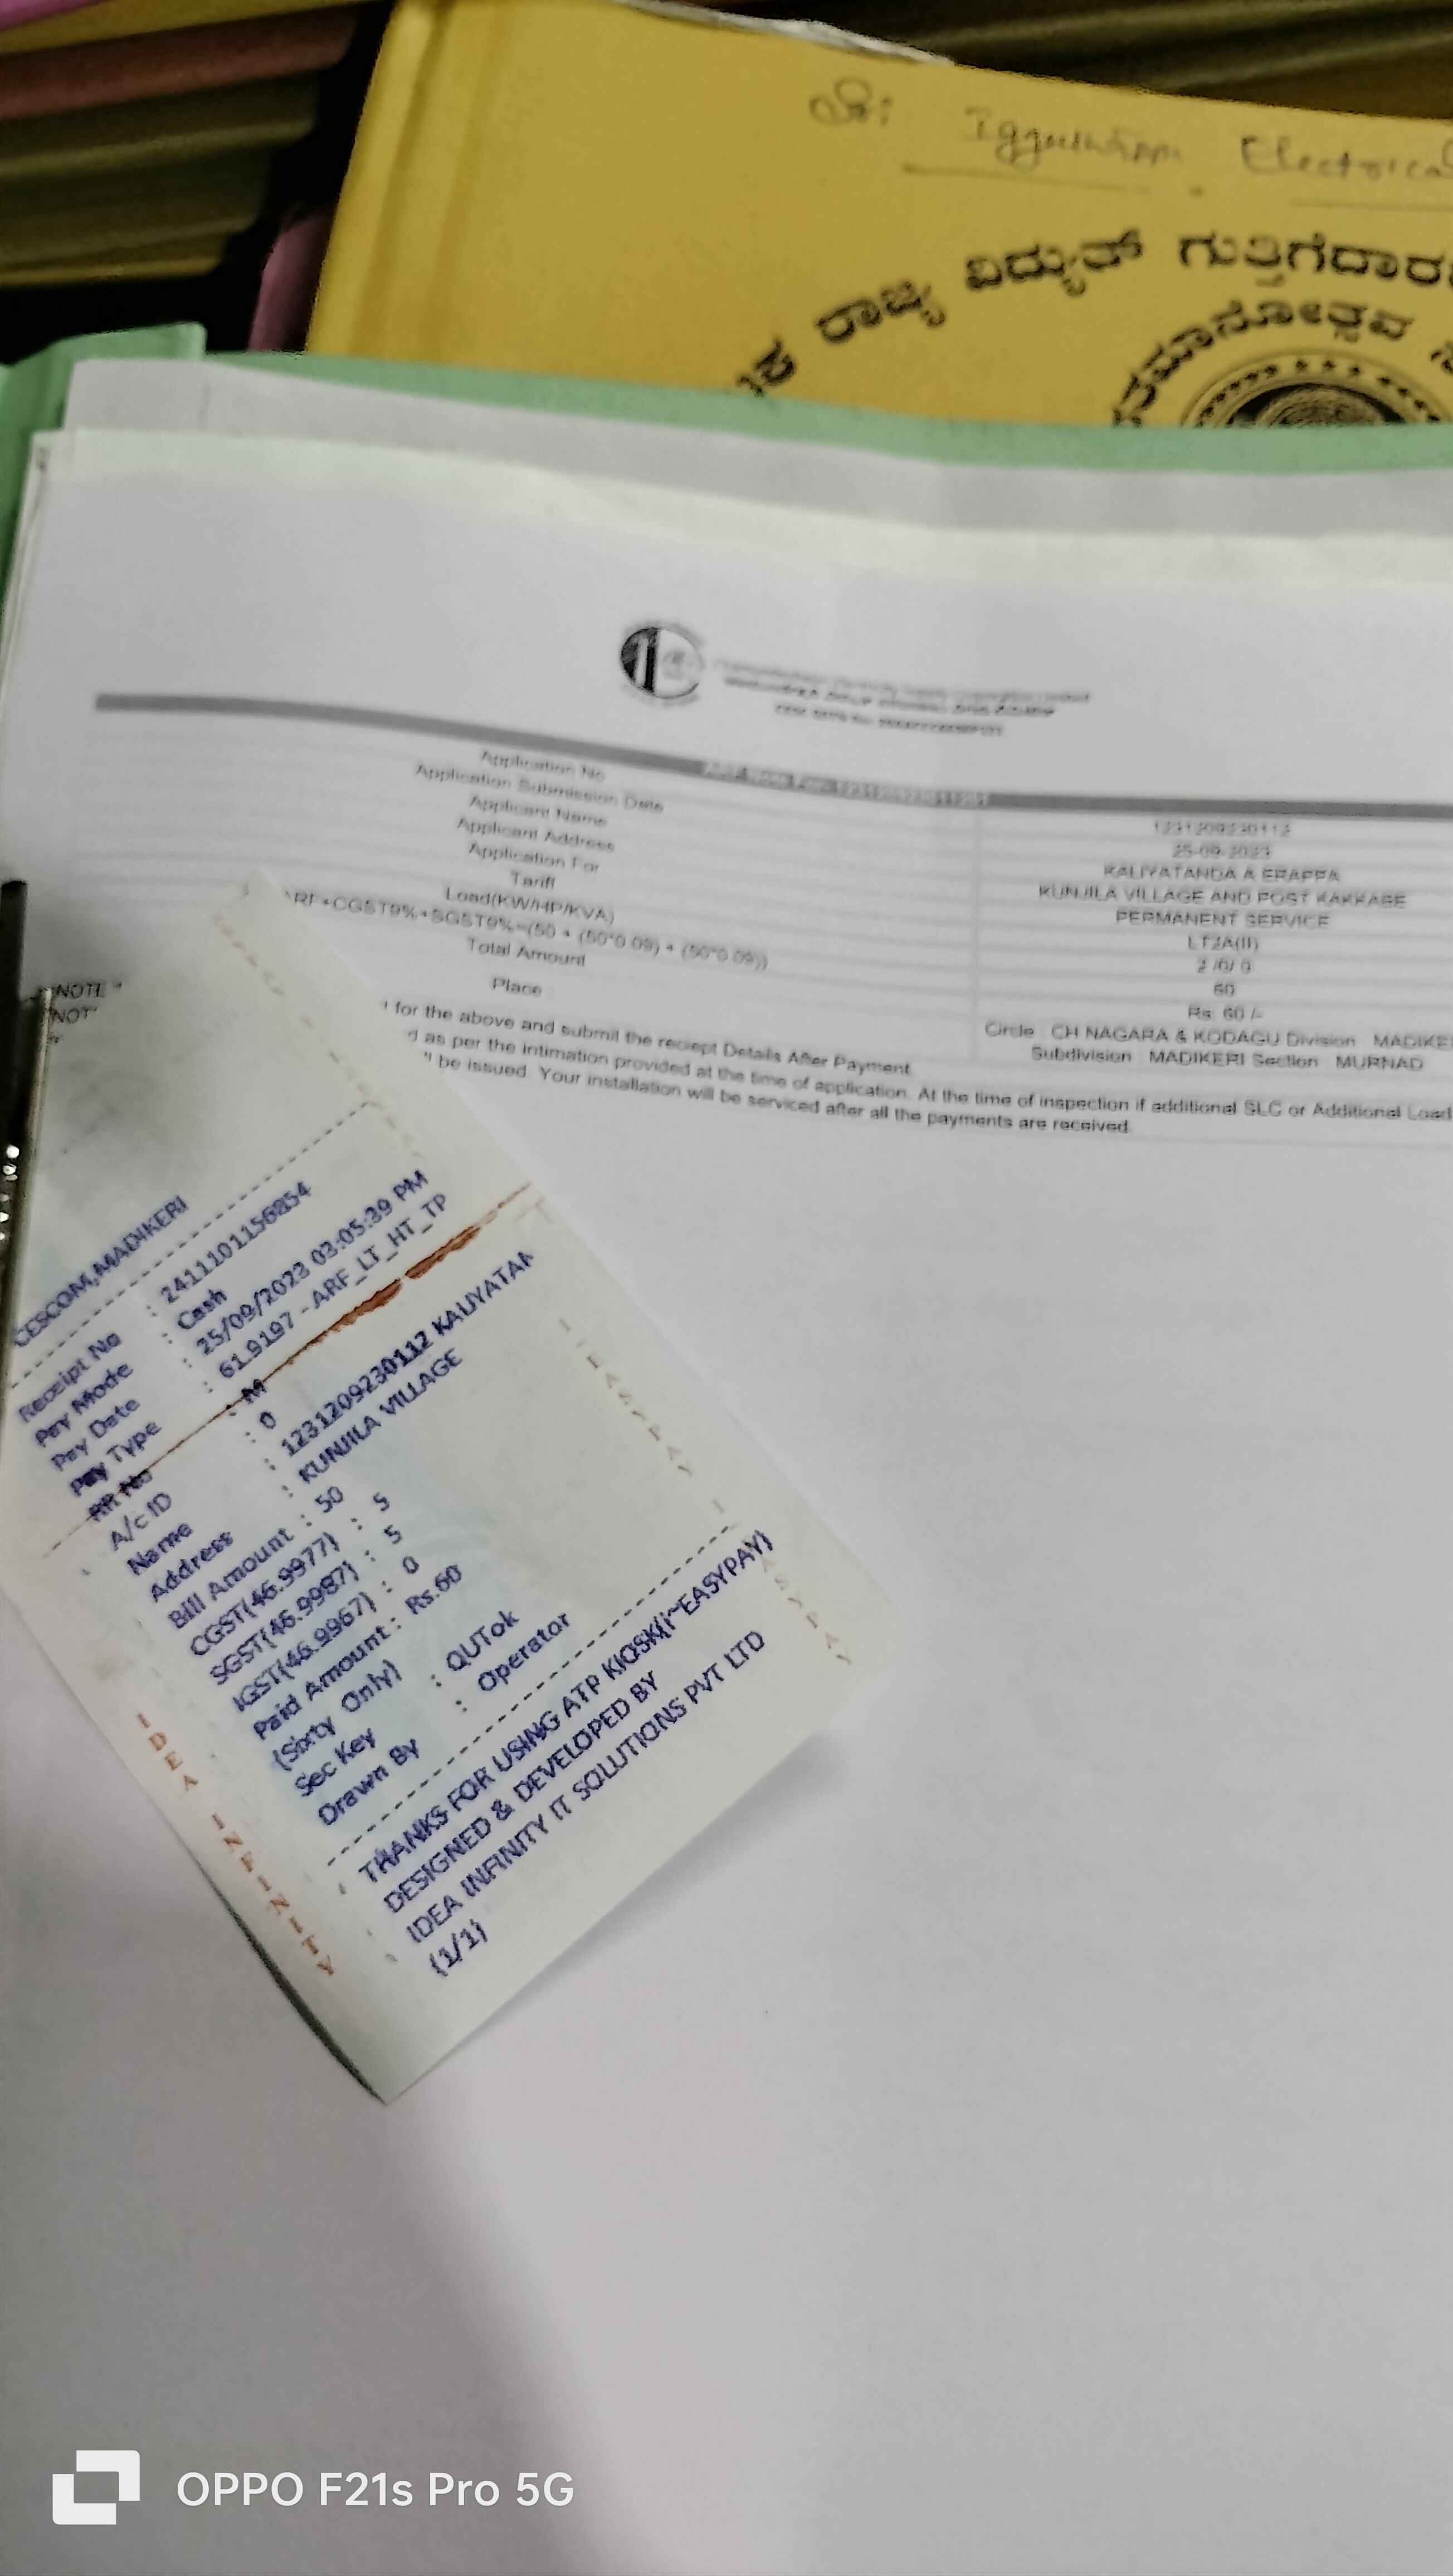 ಶ್ರೀ Igguthappa Electrical
ರಾಜ್ಯ ವಿದ್ಯುತ್ ಗುತ್ತಿಗೆದಾರ
Application No
1231209230112
Application Submission Date
25-09-2023
Applicant Name
KALIYATANDA A ERAPPA
Applicant Address
KUNJILA VILLAGE AND POST KAKKABE
Application For
PERMANENT SERVICE
Tariff
LT2A(II)
Load(KW/HP/KVA)
2 /0/ 0
ARF+CGST9%+SGST9%=(50 + (50*0.09) + (50*0.09))
60
Total Amount
Rs. 60 /-
Place
Circle : CH NAGARA & KODAGU Division : MADIKE
Subdivision : MADIKERI Section : MURNAD
NOTE
NOT
for the above and submit the reciept Details After Payment.
as per the intimation provided at the time of application. At the time of inspection if additional SLC or Additional Load
be issued. Your installation will be serviced after all the payments are received.
CESCOM,MADIKERI
Receipt No : 2411101156854
Pay Mode : Cash
Pay Date : 25/09/2023 03:05:39 PM
Pay Type : 61.9197 - ARF_LT_HT_TP
RR No : M
A/c ID : 0
Name : 1231209230112 KALIYATAN
Address : KUNJILA VILLAGE
Bill Amount : 50
CGST(46.9977) : 5
SGST(46.9987) : 5
IGST(46.9967) : 0
Paid Amount : Rs.60
(Sixty Only)
Sec Key : QUTok
Drawn By : Operator
THANKS FOR USING ATP KIOSK(i~EASYPAY)
DESIGNED & DEVELOPED BY
IDEA INFINITY IT SOLUTIONS PVT LTD
(1/1)
IDEA INFINITY
OPPO F21s Pro 5G